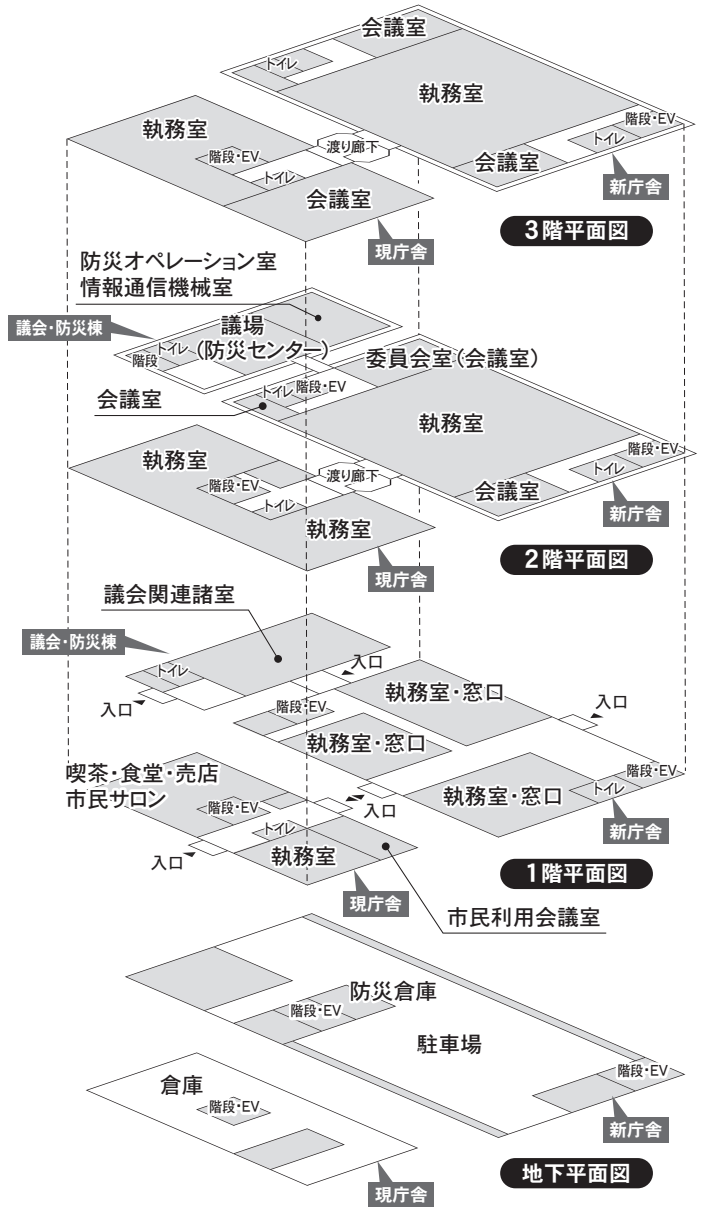 会議室
トイレ
執務室
階段・EV
トイレ
会議室
新庁舎
執務室
階段・EV
渡り廊下
トイレ
会議室
現庁舎
3階平面図
防災オペレーション室
情報通信機械室
議会・防災棟
議場
(防災センター)
トイレ
階段
委員会室(会議室)
会議室
トイレ
階段・EV
執務室
階段・EV
トイレ
会議室
新庁舎
執務室
階段・EV
渡り廊下
トイレ
執務室
現庁舎
2階平面図
議会関連諸室
議会・防災棟
トイレ
入口
入口
執務室・窓口
入口
階段・EV
執務室・窓口
喫茶・食堂・売店
市民サロン
階段・EV
入口
執務室・窓口
階段・EV
トイレ
新庁舎
トイレ
入口
執務室
現庁舎
市民利用会議室
1階平面図
防災倉庫
階段・EV
駐車場
階段・EV
新庁舎
倉庫
階段・EV
現庁舎
地下平面図